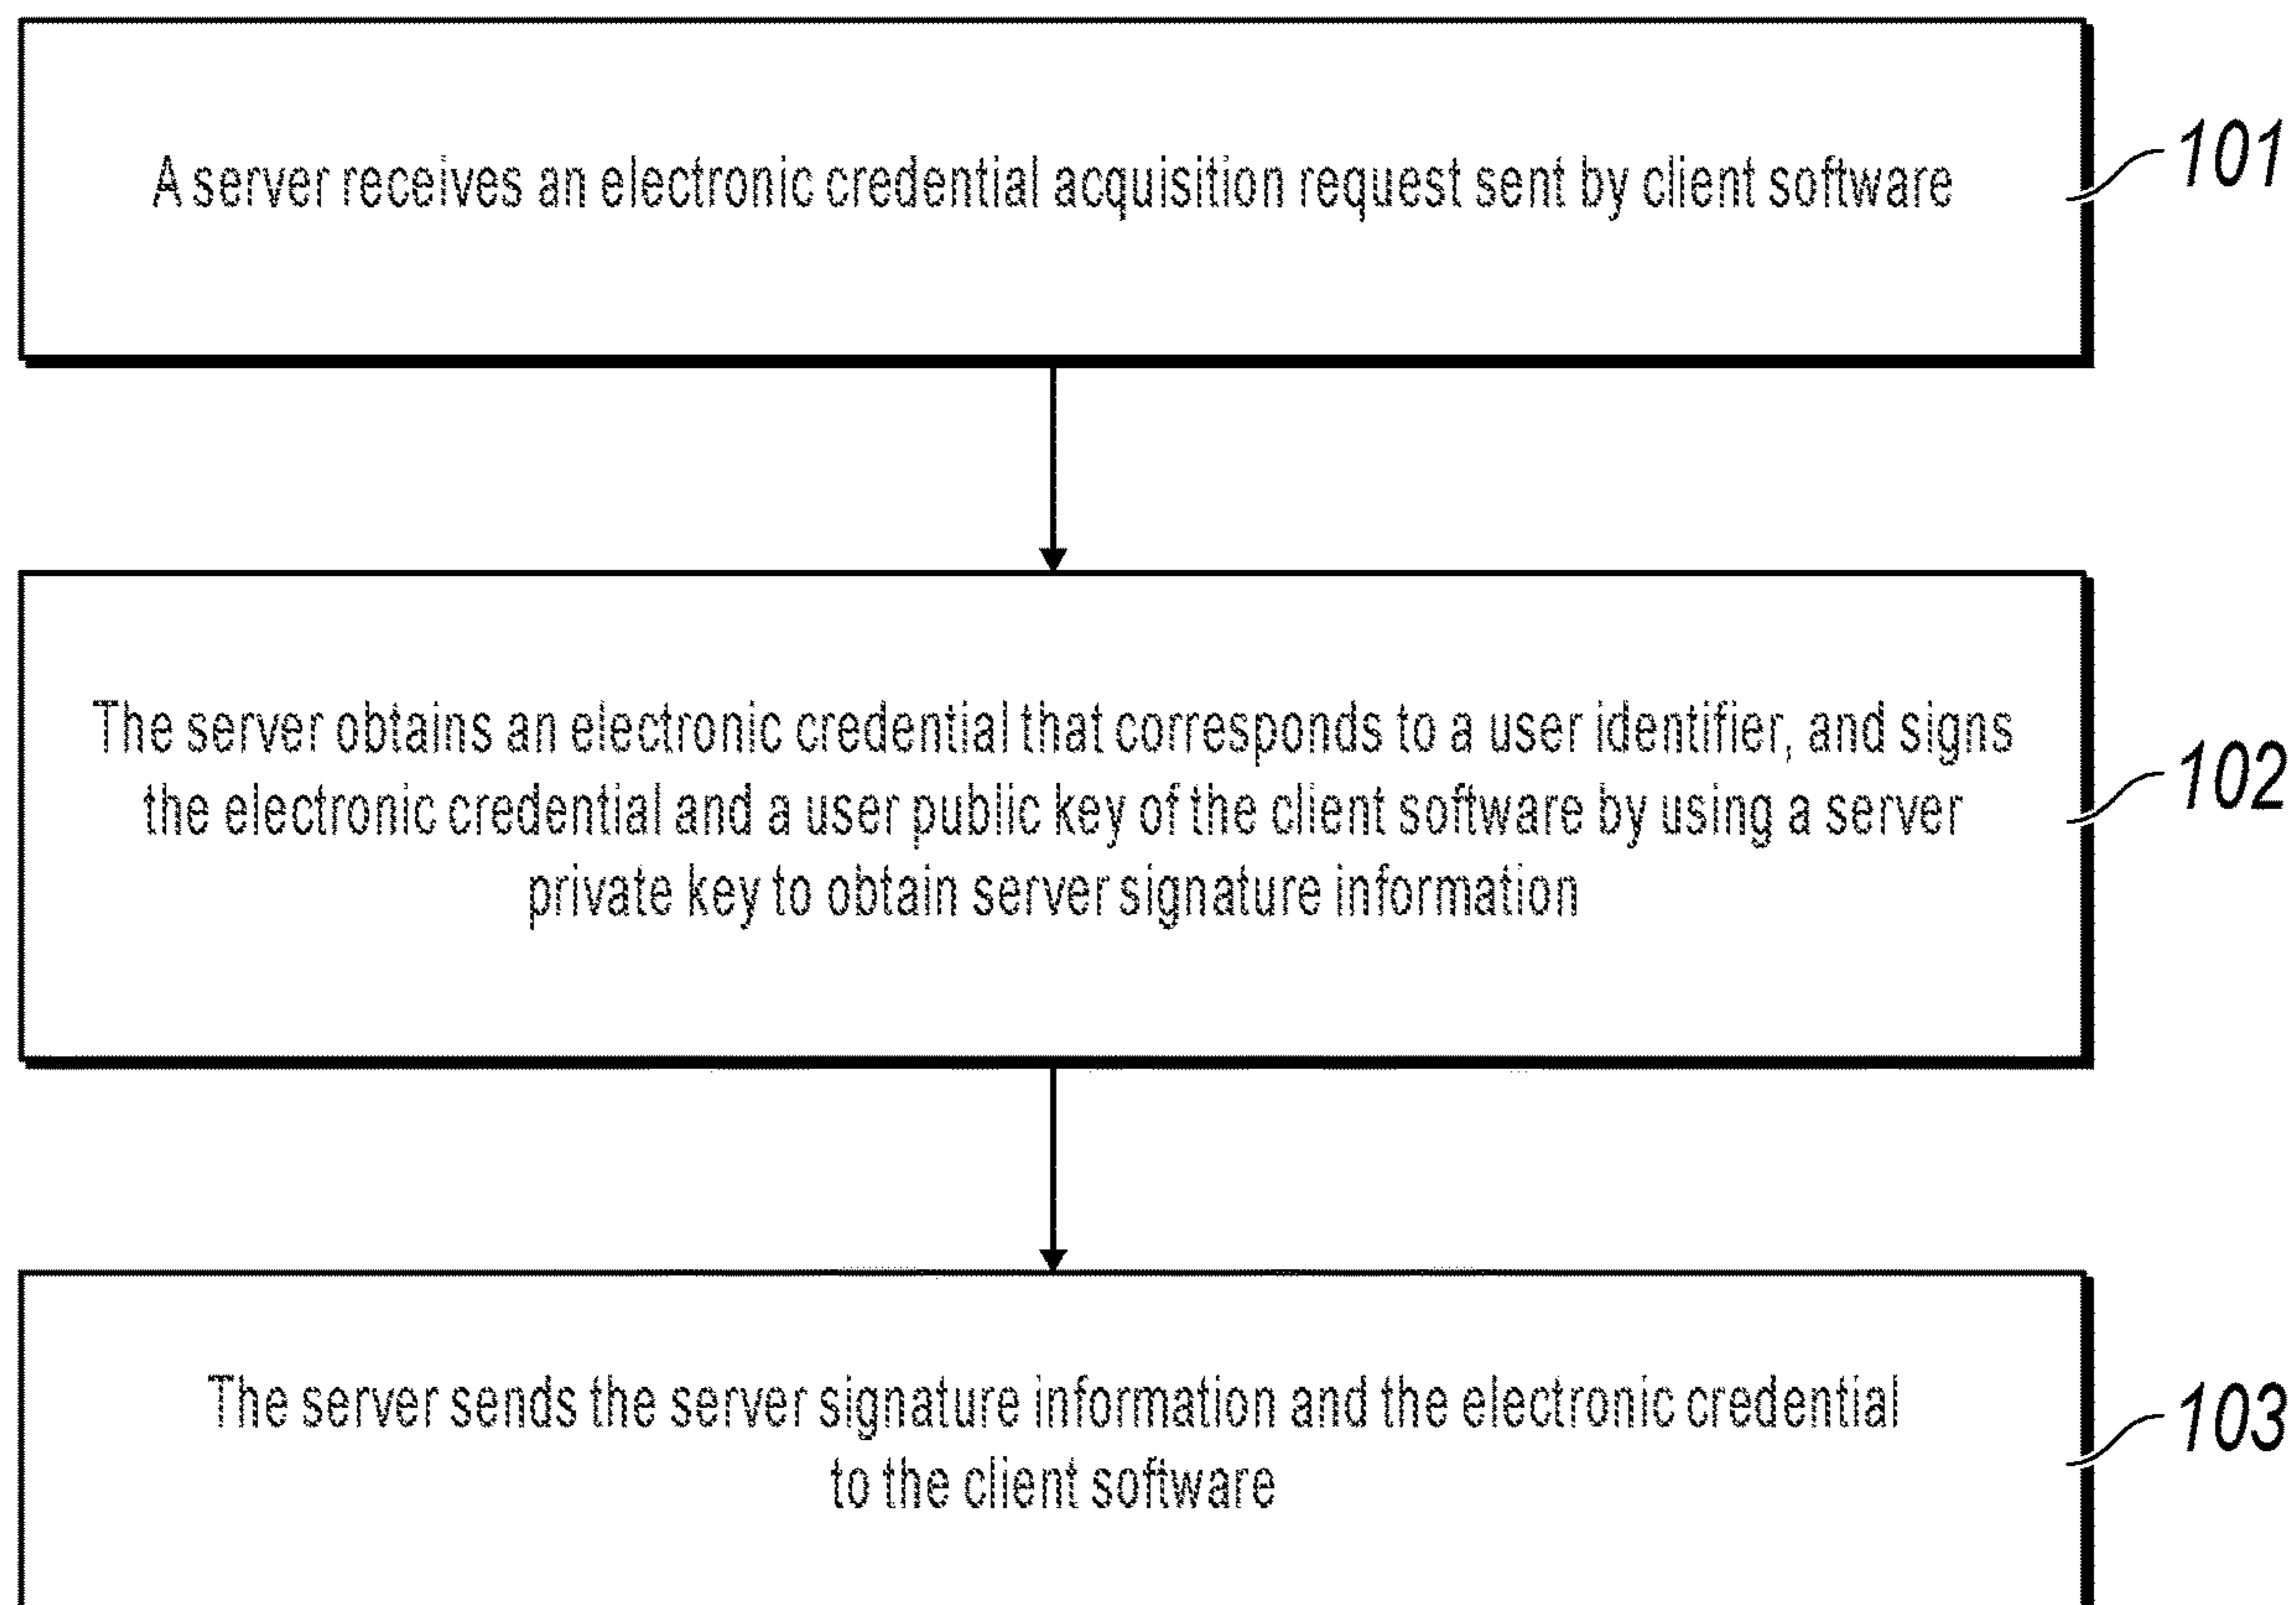 A server receives an electronic credential acquisition request sent by client software
101
The server obtains an electronic credential that corresponds to a user identifier, and signs
the electronic credential and a user public key of the client software by using a server
private key to obtain server signature information
102
The server sends the server signature information and the electronic credential
to the client software
103